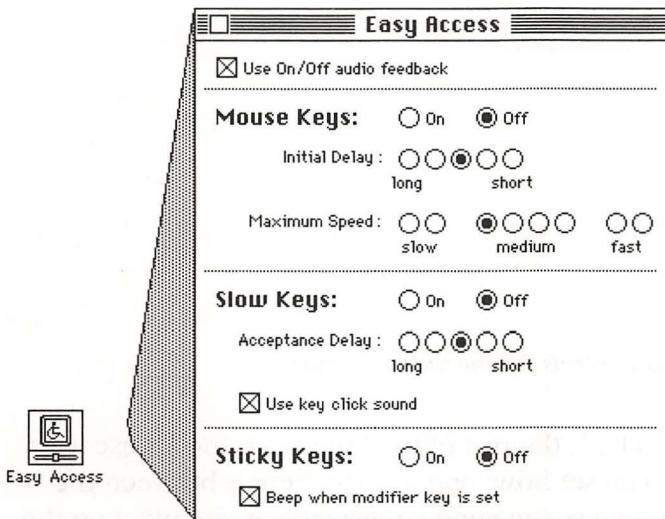 Easy Access
Use On/Off audio feedback
Mouse Keys: On Off
Initial Delay :
long short
Maximum Speed :
slow medium fast
Slow Keys: On Off
Acceptance Delay :
long short
Use key click sound
Sticky Keys: On Off
Beep when modifier key is set
Easy Access